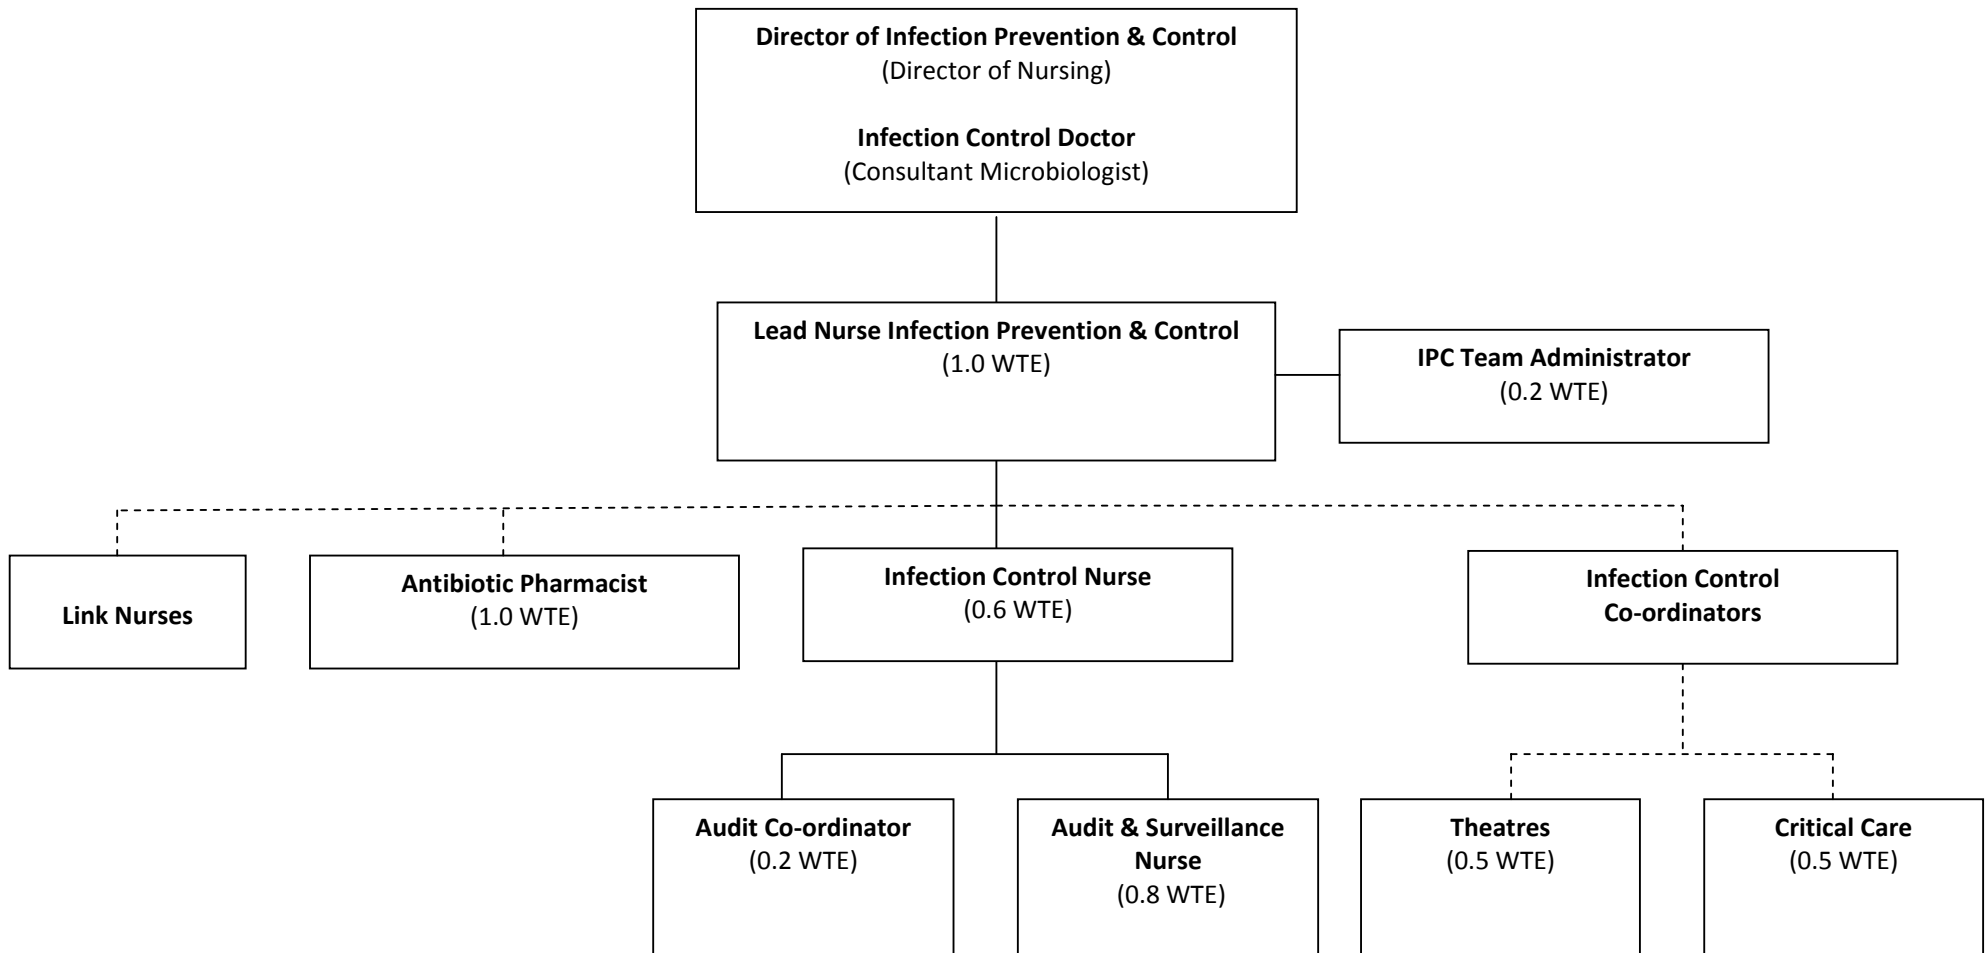 Director of Infection Prevention & Control
(Director of Nursing)
Infection Control Doctor
(Consultant Microbiologist)
Lead Nurse Infection Prevention & Control
(1.0 WTE)
IPC Team Administrator
(0.2 WTE)
Link Nurses
Antibiotic Pharmacist
(1.0 WTE)
Infection Control Nurse
(0.6 WTE)
Infection Control
Co-ordinators
Audit Co-ordinator
(0.2 WTE)
Audit & Surveillance
Nurse
(0.8 WTE)
Theatres
(0.5 WTE)
Critical Care
(0.5 WTE)